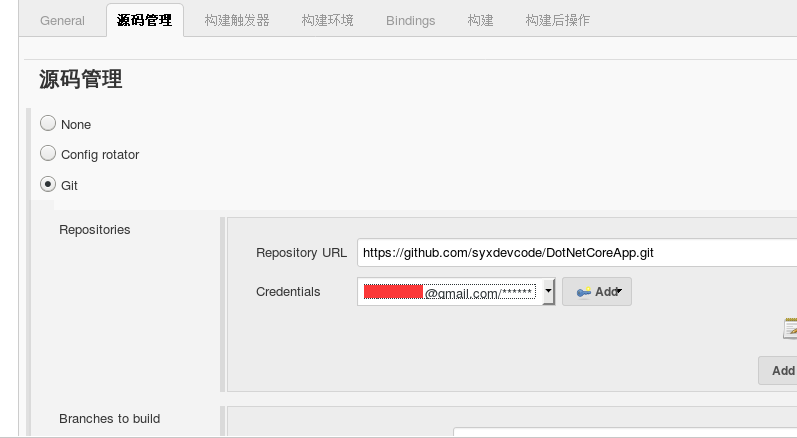 General 源码管理 构建触发器 构建环境 Bindings 构建 构建后操作
源码管理
None
Config rotator
Git
Repositories
Repository URL https://github.com/syxdevcode/DotNetCoreApp.git
Credentials @gmail.com/****** Add
Add
Branches to build